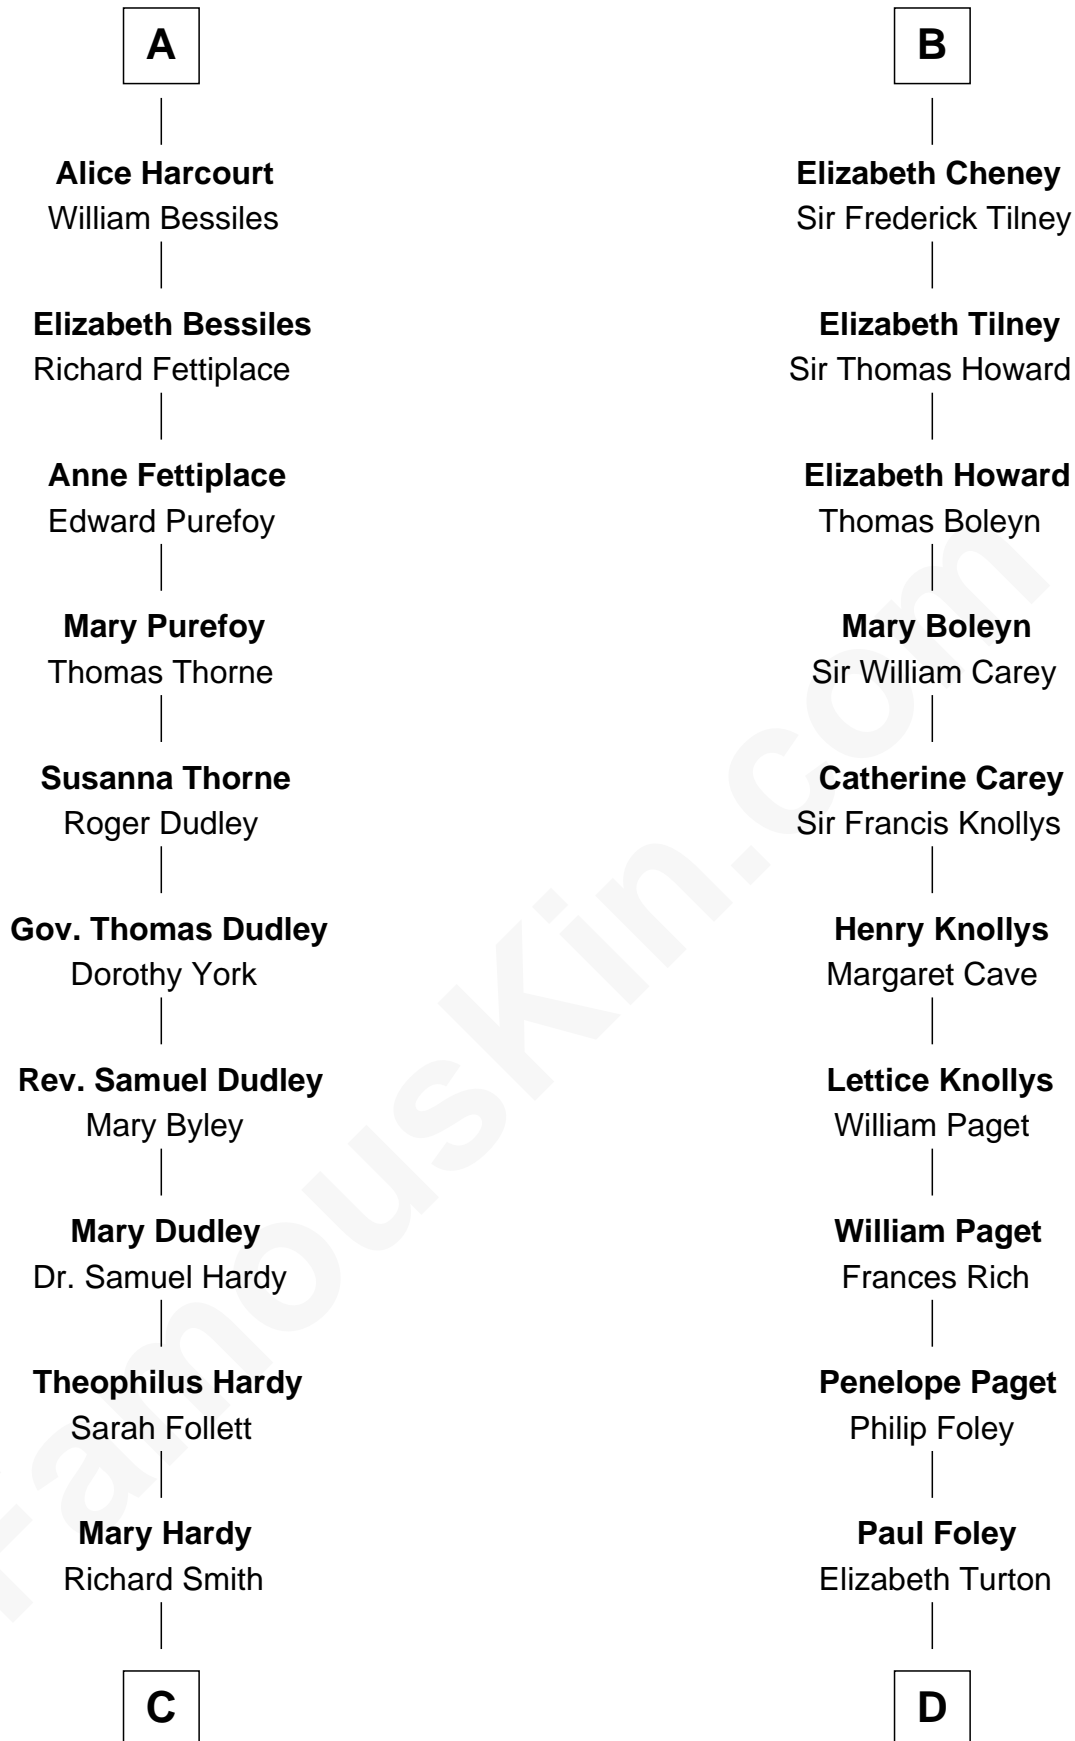 A
Alice Harcourt
William Bessiles
Elizabeth Bessiles
Richard Fettiplace
Anne Fettiplace
Edward Purefoy
Mary Purefoy
Thomas Thorne
Susanna Thorne
Roger Dudley
Gov. Thomas Dudley
Dorothy York
Rev. Samuel Dudley
Mary Byley
Mary Dudley
Dr. Samuel Hardy
Theophilus Hardy
Sarah Follett
Mary Hardy
Richard Smith
C
B
Elizabeth Cheney
Sir Frederick Tilney
Elizabeth Tilney
Sir Thomas Howard
Elizabeth Howard
Thomas Boleyn
Mary Boleyn
Sir William Carey
Catherine Carey
Sir Francis Knollys
Henry Knollys
Margaret Cave
Lettice Knollys
William Paget
William Paget
Frances Rich
Penelope Paget
Philip Foley
Paul Foley
Elizabeth Turton
D
FamousKin.com